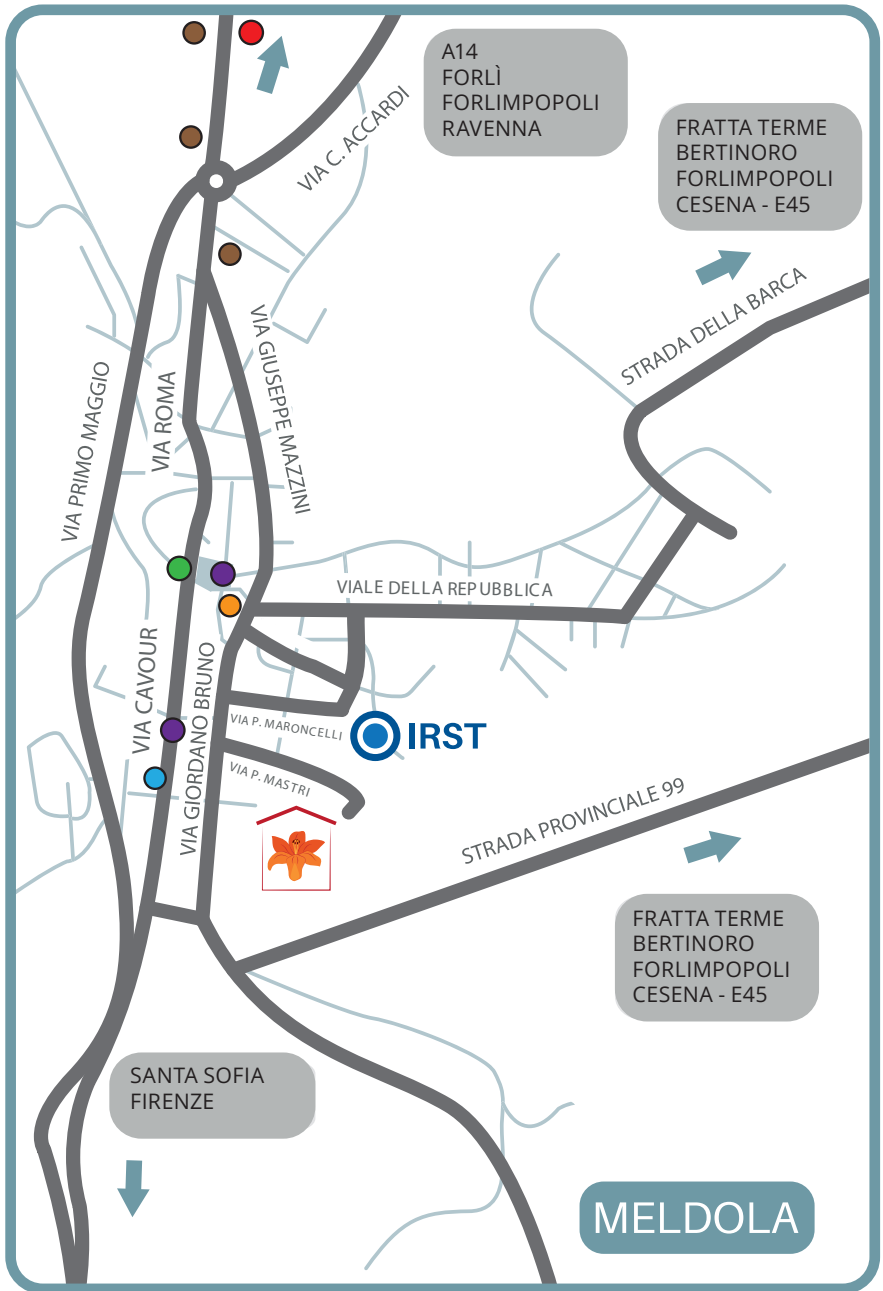 A14
FORLÌ
FORLIMPOPOLI
RAVENNA
VIA C. ACCARDI
FRATTA TERME
BERTINORO
FORLIMPOPOLI
CESENA - E45
STRADA DELLA BARCA
VIA GIUSEPPE MAZZINI
VIA ROMA
VIA PRIMO MAGGIO
VIALE DELLA REPUBBLICA
VIA CAVOUR
VIA GIORDANO BRUNO
VIA P. MARONCELLI
IRST
VIA P. MASTRI
STRADA PROVINCIALE 99
FRATTA TERME
BERTINORO
FORLIMPOPOLI
CESENA - E45
SANTA SOFIA
FIRENZE
MELDOLA